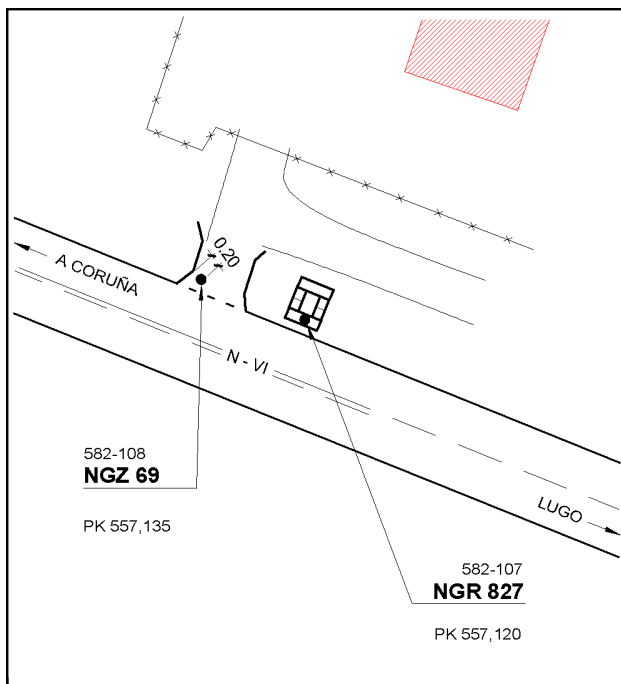 0.20
A CORUÑA
N - VI
582-108
NGZ 69
PK 557,135
LUGO
582-107
NGR 827
PK 557,120